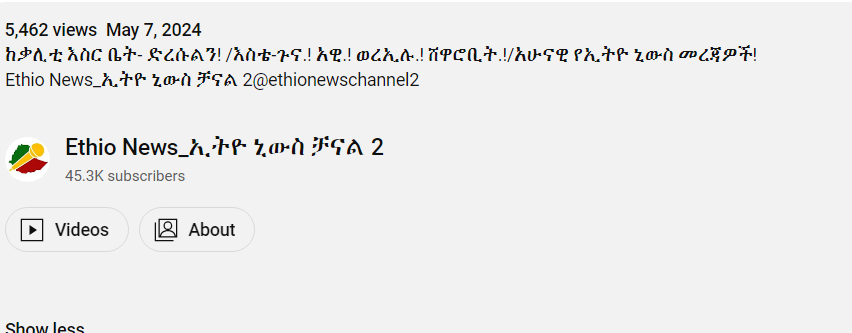 5,462 views May 7, 2024
ከቃሊቲ እስር ቤት- ድረሱልን! /እስቴ-ጉና.! አዊ.! ወረኢሉ.! ሸዋሮቢት.!/አሁናዊ የኢትዮ ኒውስ መረጃዎች!
Ethio News_ኢትዮ ኒውስ ቻናል 2@ethionewschannel2
Ethio News_ኢትዮ ኒውስ ቻናል 2
45.3K subscribers
Videos
About
Show less